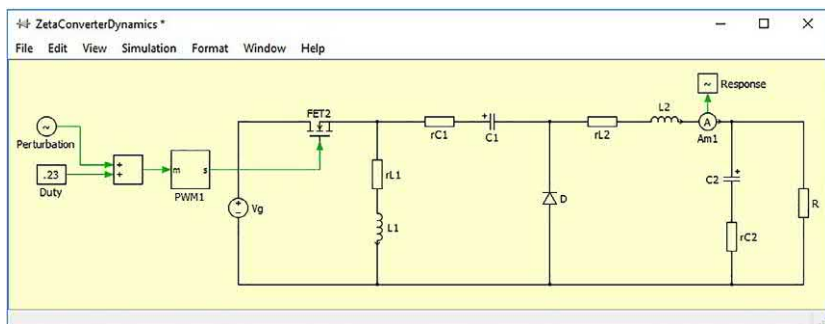 ZetaConverterDynamics *
File Edit View Simulation Format Window Help
Perturbation
.23
Duty
+
+
m s
PWM1
FET2
Vg
rL1
L1
rC1
+
C1
D
rL2
L2
Response
A
Am1
C2
+
rC2
R